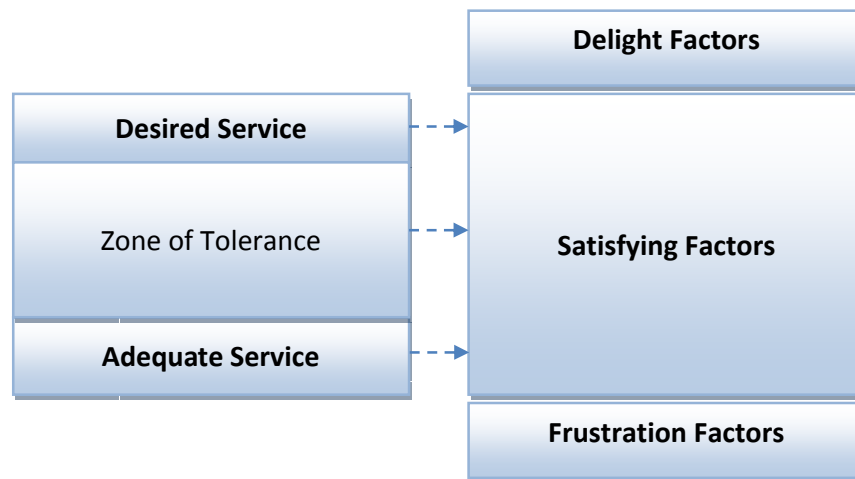 Delight Factors
Desired Service
Zone of Tolerance
Satisfying Factors
Adequate Service
Frustration Factors